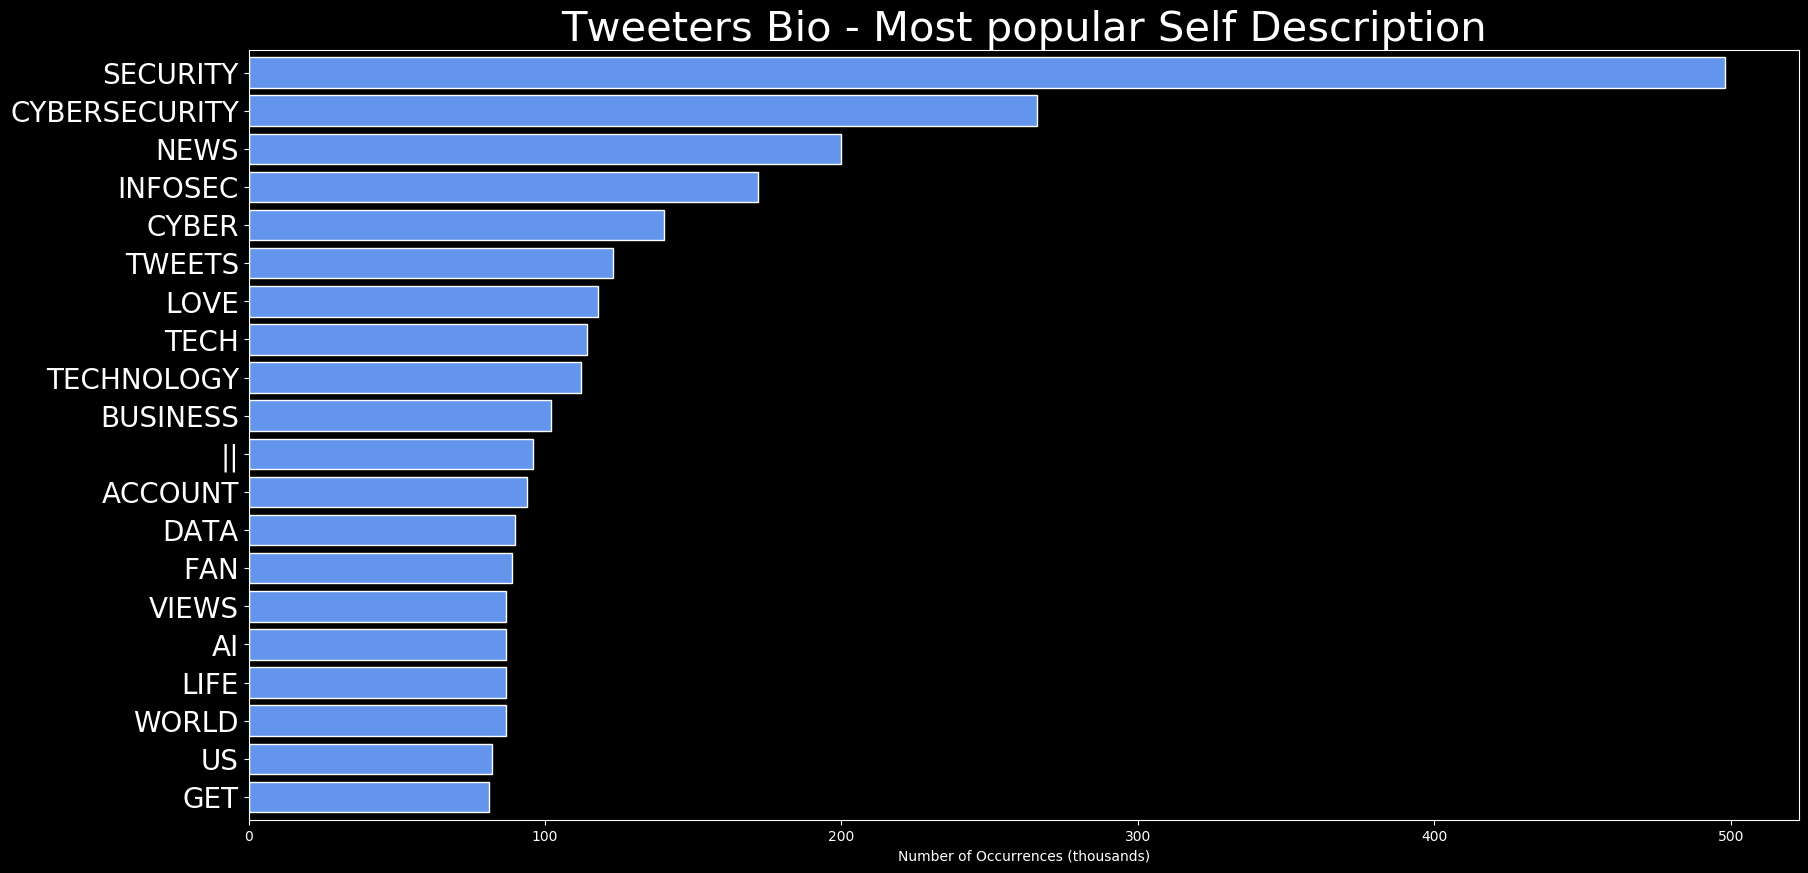 Tweeters Bio - Most popular Self Description
SECURITY
CYBERSECURITY
NEWS
INFOSEC
CYBER
TWEETS
LOVE
TECH
TECHNOLOGY
BUSINESS
||
ACCOUNT
DATA
FAN
VIEWS
AI
LIFE
WORLD
US
GET
0 100 200 300 400 500
Number of Occurrences (thousands)